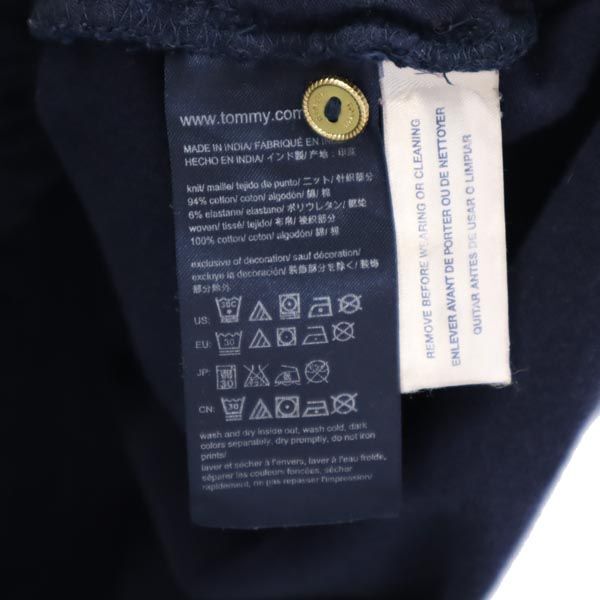 www.tommy.com
MADE IN INDIA/ FABRIQUÉ EN
HECHO EN INDIA/ インド製/ 产地：印度
knit/ maille/ tejido de punto/ ニット/ 针织部分
94% cotton/ coton/ algodón/ 綿/ 棉
6% elastane/ elastano/ ポリウレタン/ 氨纶
woven/ tissé/ tejido/ 布帛/ 梭织部分
100% cotton/ coton/ algodón/ 綿/ 棉
exclusive of decoration/ sauf décoration/
excluye la decoración/ 装飾部分を除く/ 装饰
部分除外
US: 30C
EU: 30
JP: 30
CN: 30
wash and dry inside out, wash cold, dark
colors separately, dry promptly, do not iron
prints/
laver et sécher à l'envers, lavage à l'eau froide,
séparer les couleurs foncées, sécher
rapidement, ne pas repasser l'impression/
REMOVE BEFORE WEARING OR CLEANING
ENLEVER AVANT DE PORTER OU DE NETTOYER
QUITAR ANTES DE USAR O LIMPIAR